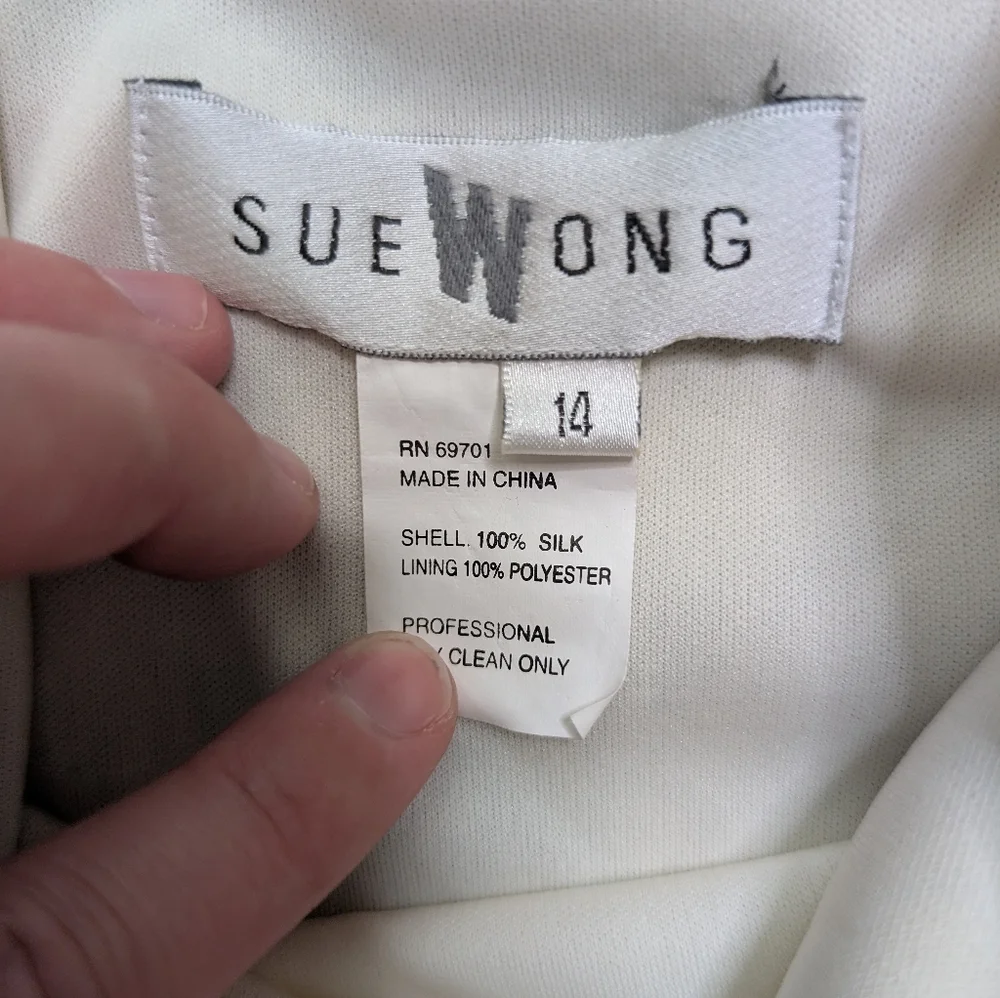 SUE WONG
14
RN 69701
MADE IN CHINA
SHELL. 100% SILK
LINING 100% POLYESTER
PROFESSIONAL
CLEAN ONLY